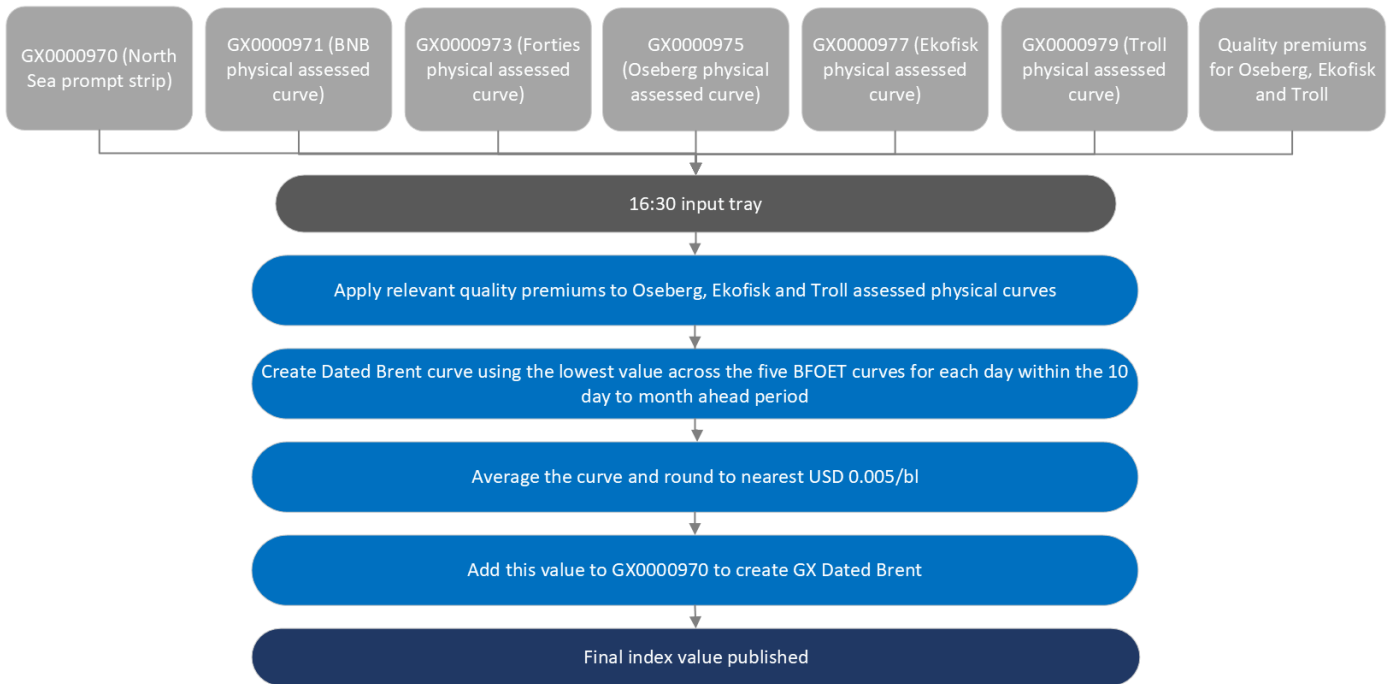 GX0000970 (North
Sea prompt strip)
GX0000971 (BNB
physical assessed
curve)
GX0000973 (Forties
physical assessed
curve)
GX0000975
(Oseberg physical
assessed curve)
GX0000977 (Ekofisk
physical assessed
curve)
GX0000979 (Troll
physical assessed
curve)
Quality premiums
for Oseberg, Ekofisk
and Troll
16:30 input tray
Apply relevant quality premiums to Oseberg, Ekofisk and Troll assessed physical curves
Create Dated Brent curve using the lowest value across the five BFOET curves for each day within the 10
day to month ahead period
Average the curve and round to nearest USD 0.005/bl
Add this value to GX0000970 to create GX Dated Brent
Final index value published